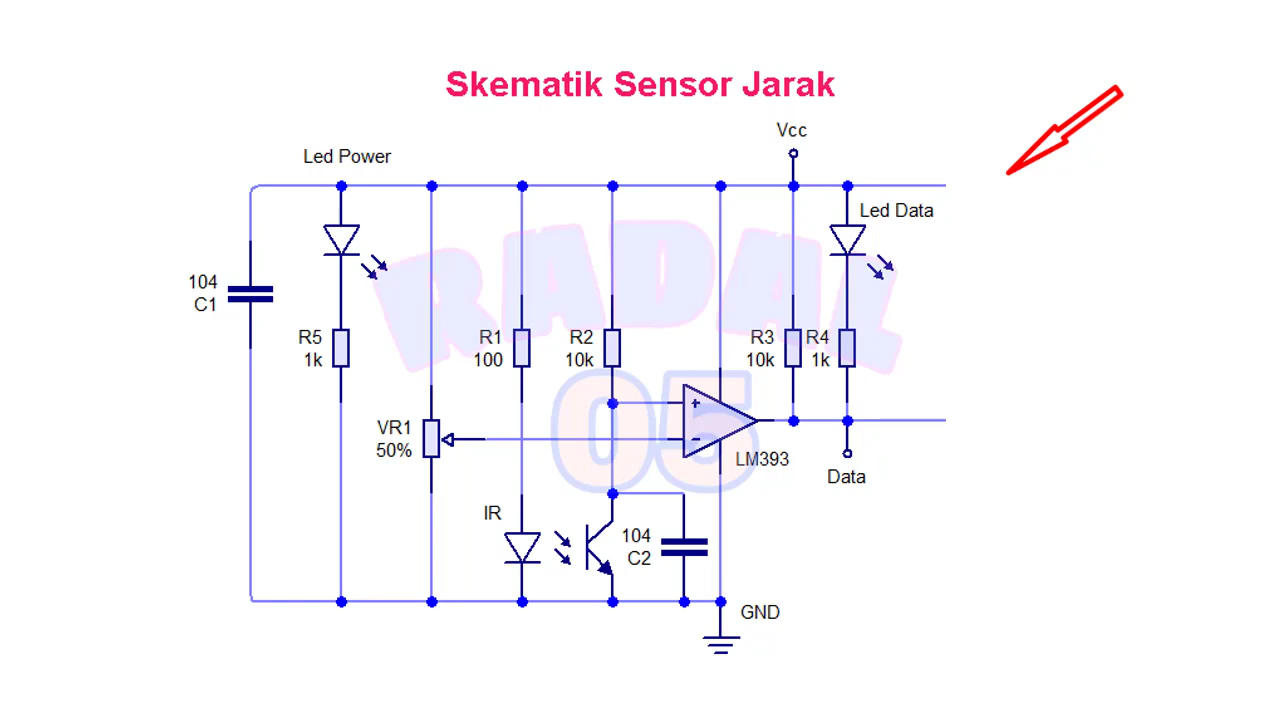 Skematik Sensor Jarak
Vcc
Led Power
Led Data
104
C1
R5
1k
R1
100
R2
10k
R3
10k
R4
1k
VR1
50%
+
-
LM393
Data
IR
104
C2
GND
RADAL
05